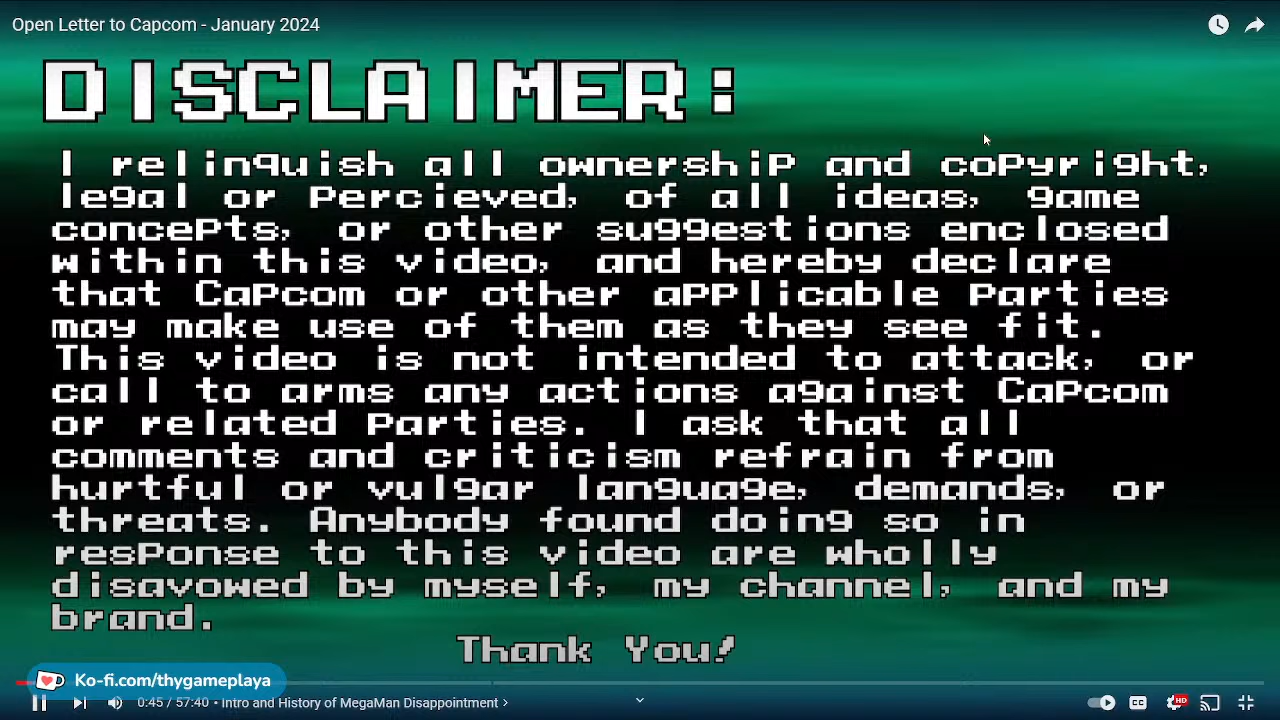 Open Letter to Capcom - January 2024
DISCLAIMER:
I relinquish all ownership and copyright,
legal or Percieved, of all ideas, game
concepts, or other suggestions enclosed
within this video, and hereby declare
that Capcom or other applicable Parties
may make use of them as they see fit.
This video is not intended to attack, or
call to arms any actions against Capcom
or related Parties. I ask that all
comments and criticism refrain from
hurtful or vulgar language, demands, or
threats. Anybody found doing so in
response to this video are wholly
disavowed by myself, my channel, and my
brand.
Thank You!
Ko-fi.com/thygameplaya
0:45 / 57:40 • Intro and History of MegaMan Disappointment
CC
HD